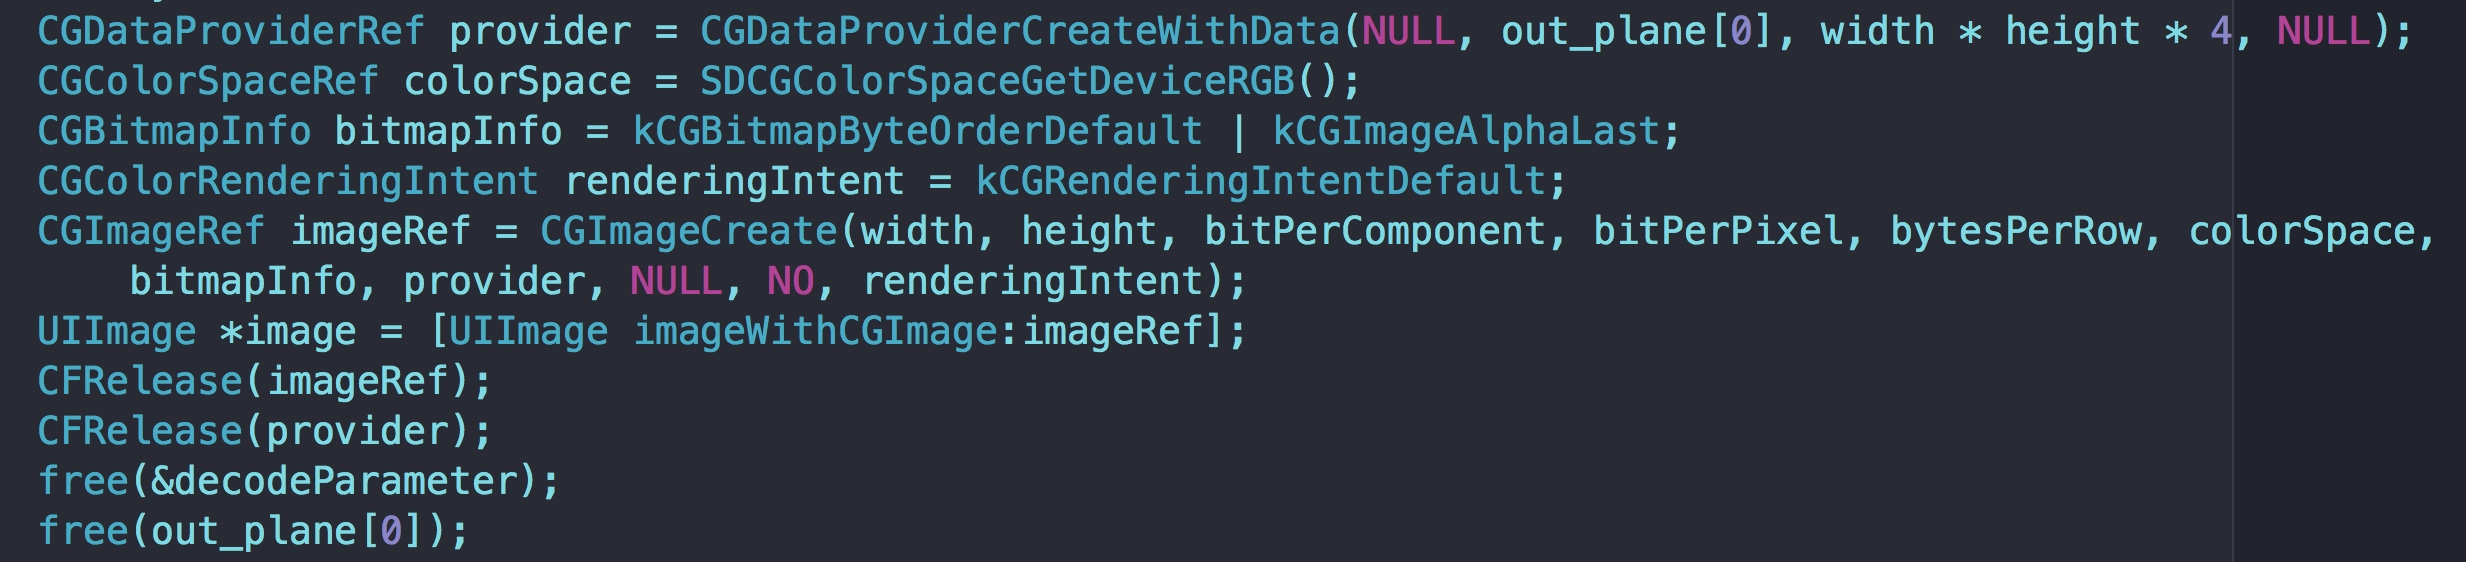 CGDataProviderRef provider = CGDataProviderCreateWithData(NULL, out_plane[0], width * height * 4, NULL);
CGColorSpaceRef colorSpace = SDCGColorSpaceGetDeviceRGB();
CGBitmapInfo bitmapInfo = kCGBitmapByteOrderDefault | kCGImageAlphaLast;
CGColorRenderingIntent renderingIntent = kCGRenderingIntentDefault;
CGImageRef imageRef = CGImageCreate(width, height, bitPerComponent, bitPerPixel, bytesPerRow, colorSpace,
    bitmapInfo, provider, NULL, NO, renderingIntent);
UIImage *image = [UIImage imageWithCGImage:imageRef];
CFRelease(imageRef);
CFRelease(provider);
free(&decodeParameter);
free(out_plane[0]);